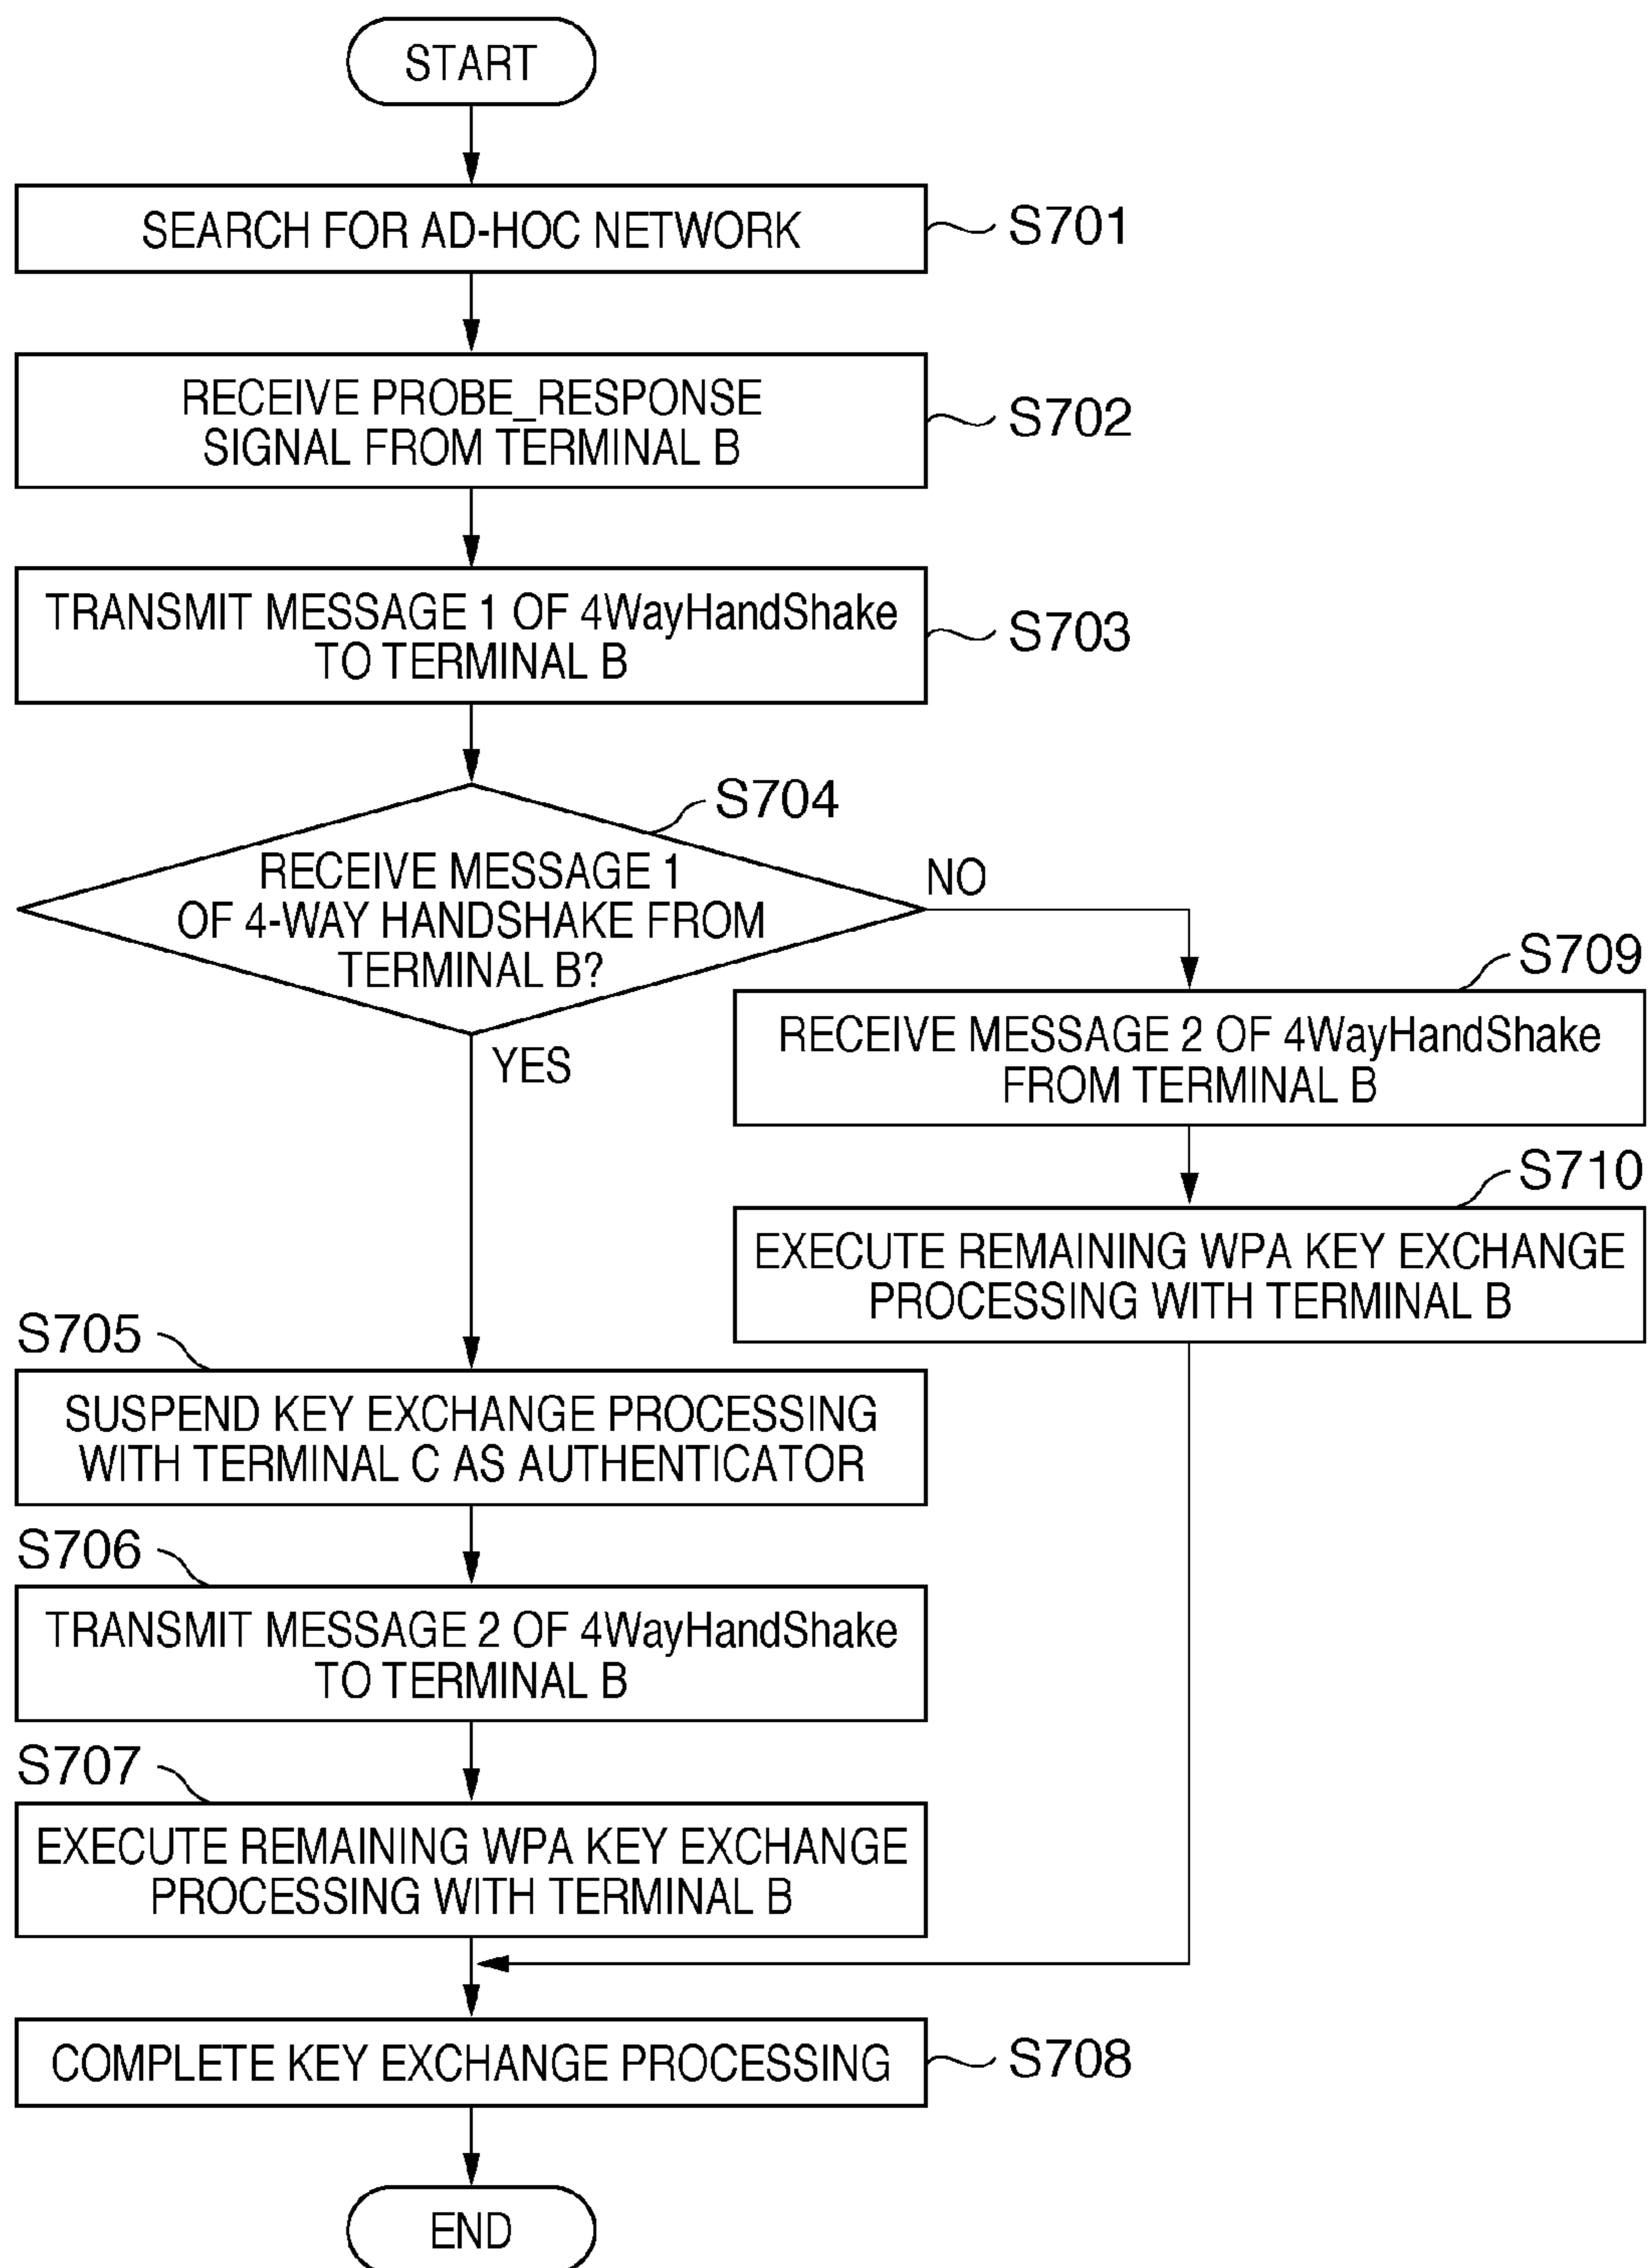 START
SEARCH FOR AD-HOC NETWORK
S701
RECEIVE PROBE_RESPONSE
SIGNAL FROM TERMINAL B
S702
TRANSMIT MESSAGE 1 OF 4WayHandShake
TO TERMINAL B
S703
S704
RECEIVE MESSAGE 1
OF 4-WAY HANDSHAKE FROM
TERMINAL B?
NO
YES
S709
RECEIVE MESSAGE 2 OF 4WayHandShake
FROM TERMINAL B
S710
EXECUTE REMAINING WPA KEY EXCHANGE
PROCESSING WITH TERMINAL B
S705
SUSPEND KEY EXCHANGE PROCESSING
WITH TERMINAL C AS AUTHENTICATOR
S706
TRANSMIT MESSAGE 2 OF 4WayHandShake
TO TERMINAL B
S707
EXECUTE REMAINING WPA KEY EXCHANGE
PROCESSING WITH TERMINAL B
COMPLETE KEY EXCHANGE PROCESSING
S708
END